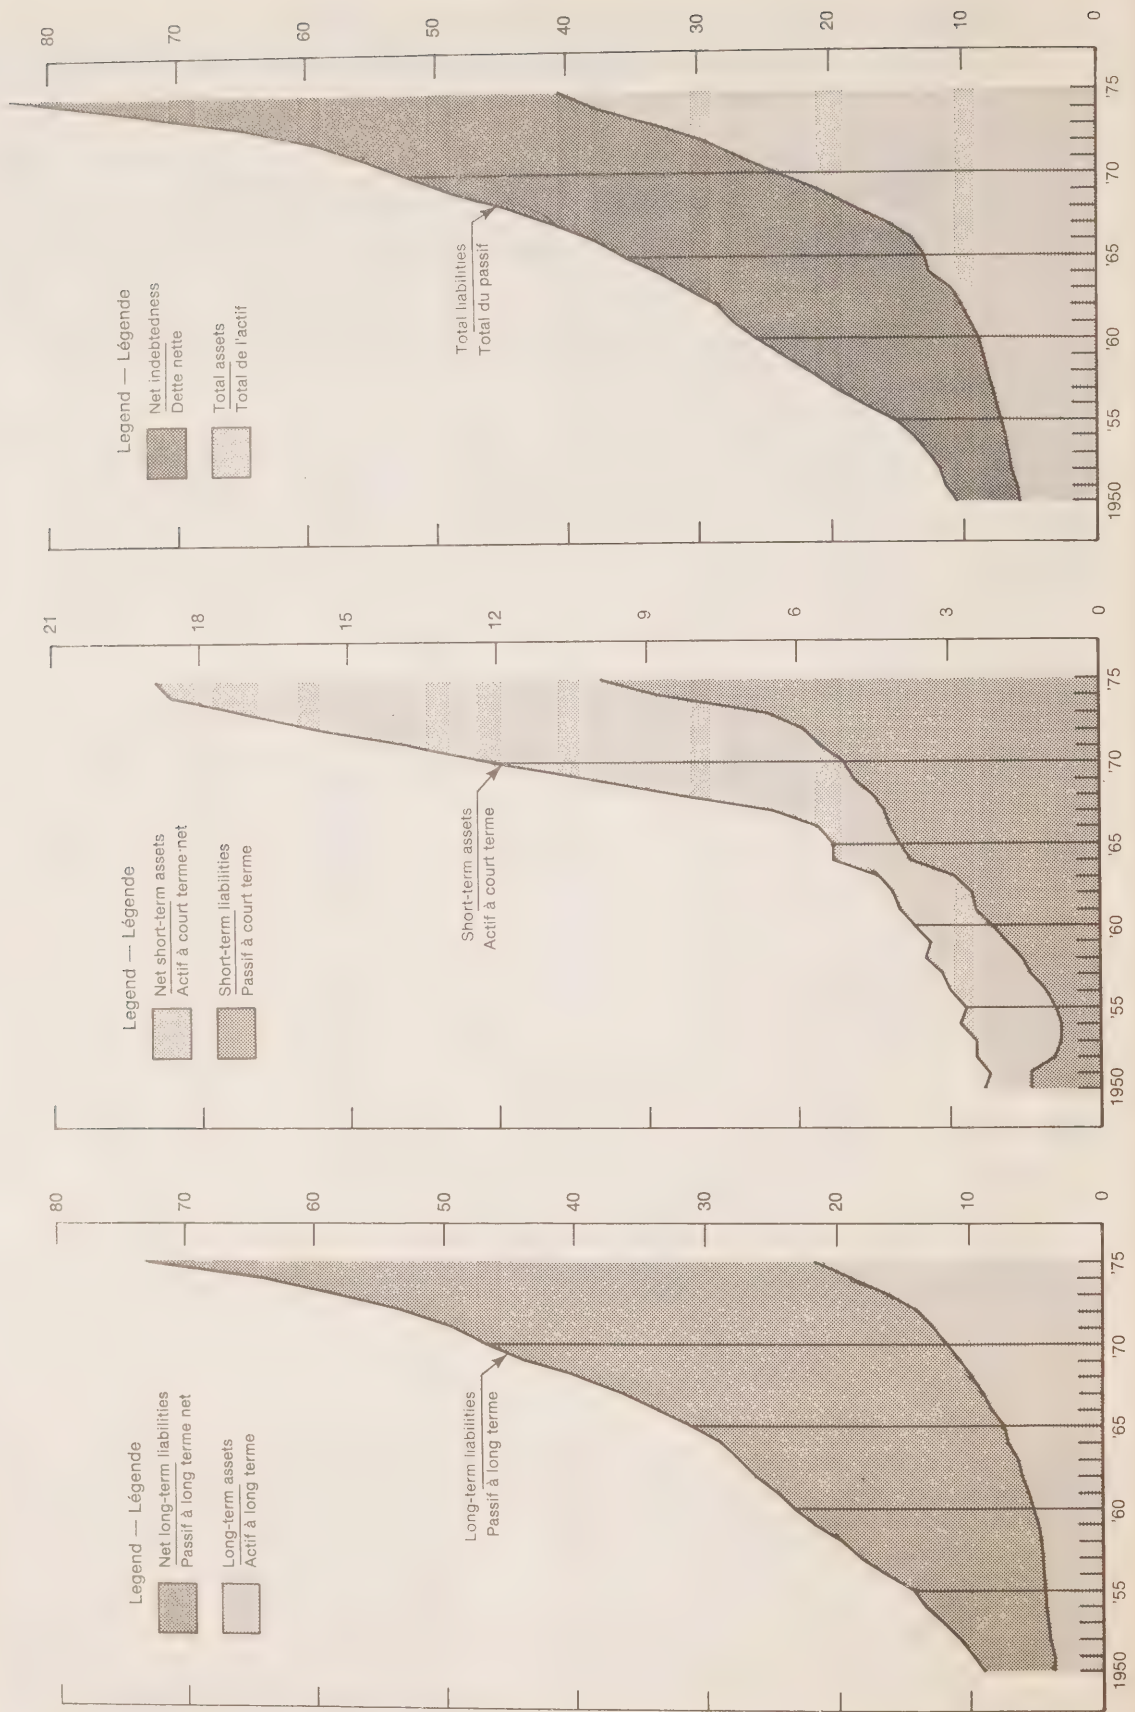 Legend — Légende
Net long-term liabilities
Passif à long terme net
Long-term assets
Actif à long terme
Long-term liabilities
Passif à long terme
80
70
60
50
40
30
20
10
0
1950
'55
'60
'65
'70
'75
Legend — Légende
Net short-term assets
Actif à court terme net
Short-term liabilities
Passif à court terme
Short-term assets
Actif à court terme
21
18
15
12
9
6
3
0
1950
'55
'60
'65
'70
'75
Legend — Légende
Net indebtedness
Dette nette
Total assets
Total de l'actif
Total liabilities
Total du passif
80
70
60
50
40
30
20
10
0
1950
'55
'60
'65
'70
'75